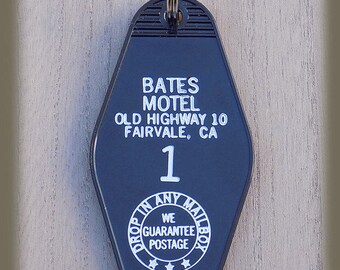 BATES
MOTEL
OLD HIGHWAY 10
FAIRVALE, CA
1
DROP IN ANY MAILBOX
WE
GUARANTEE
POSTAGE